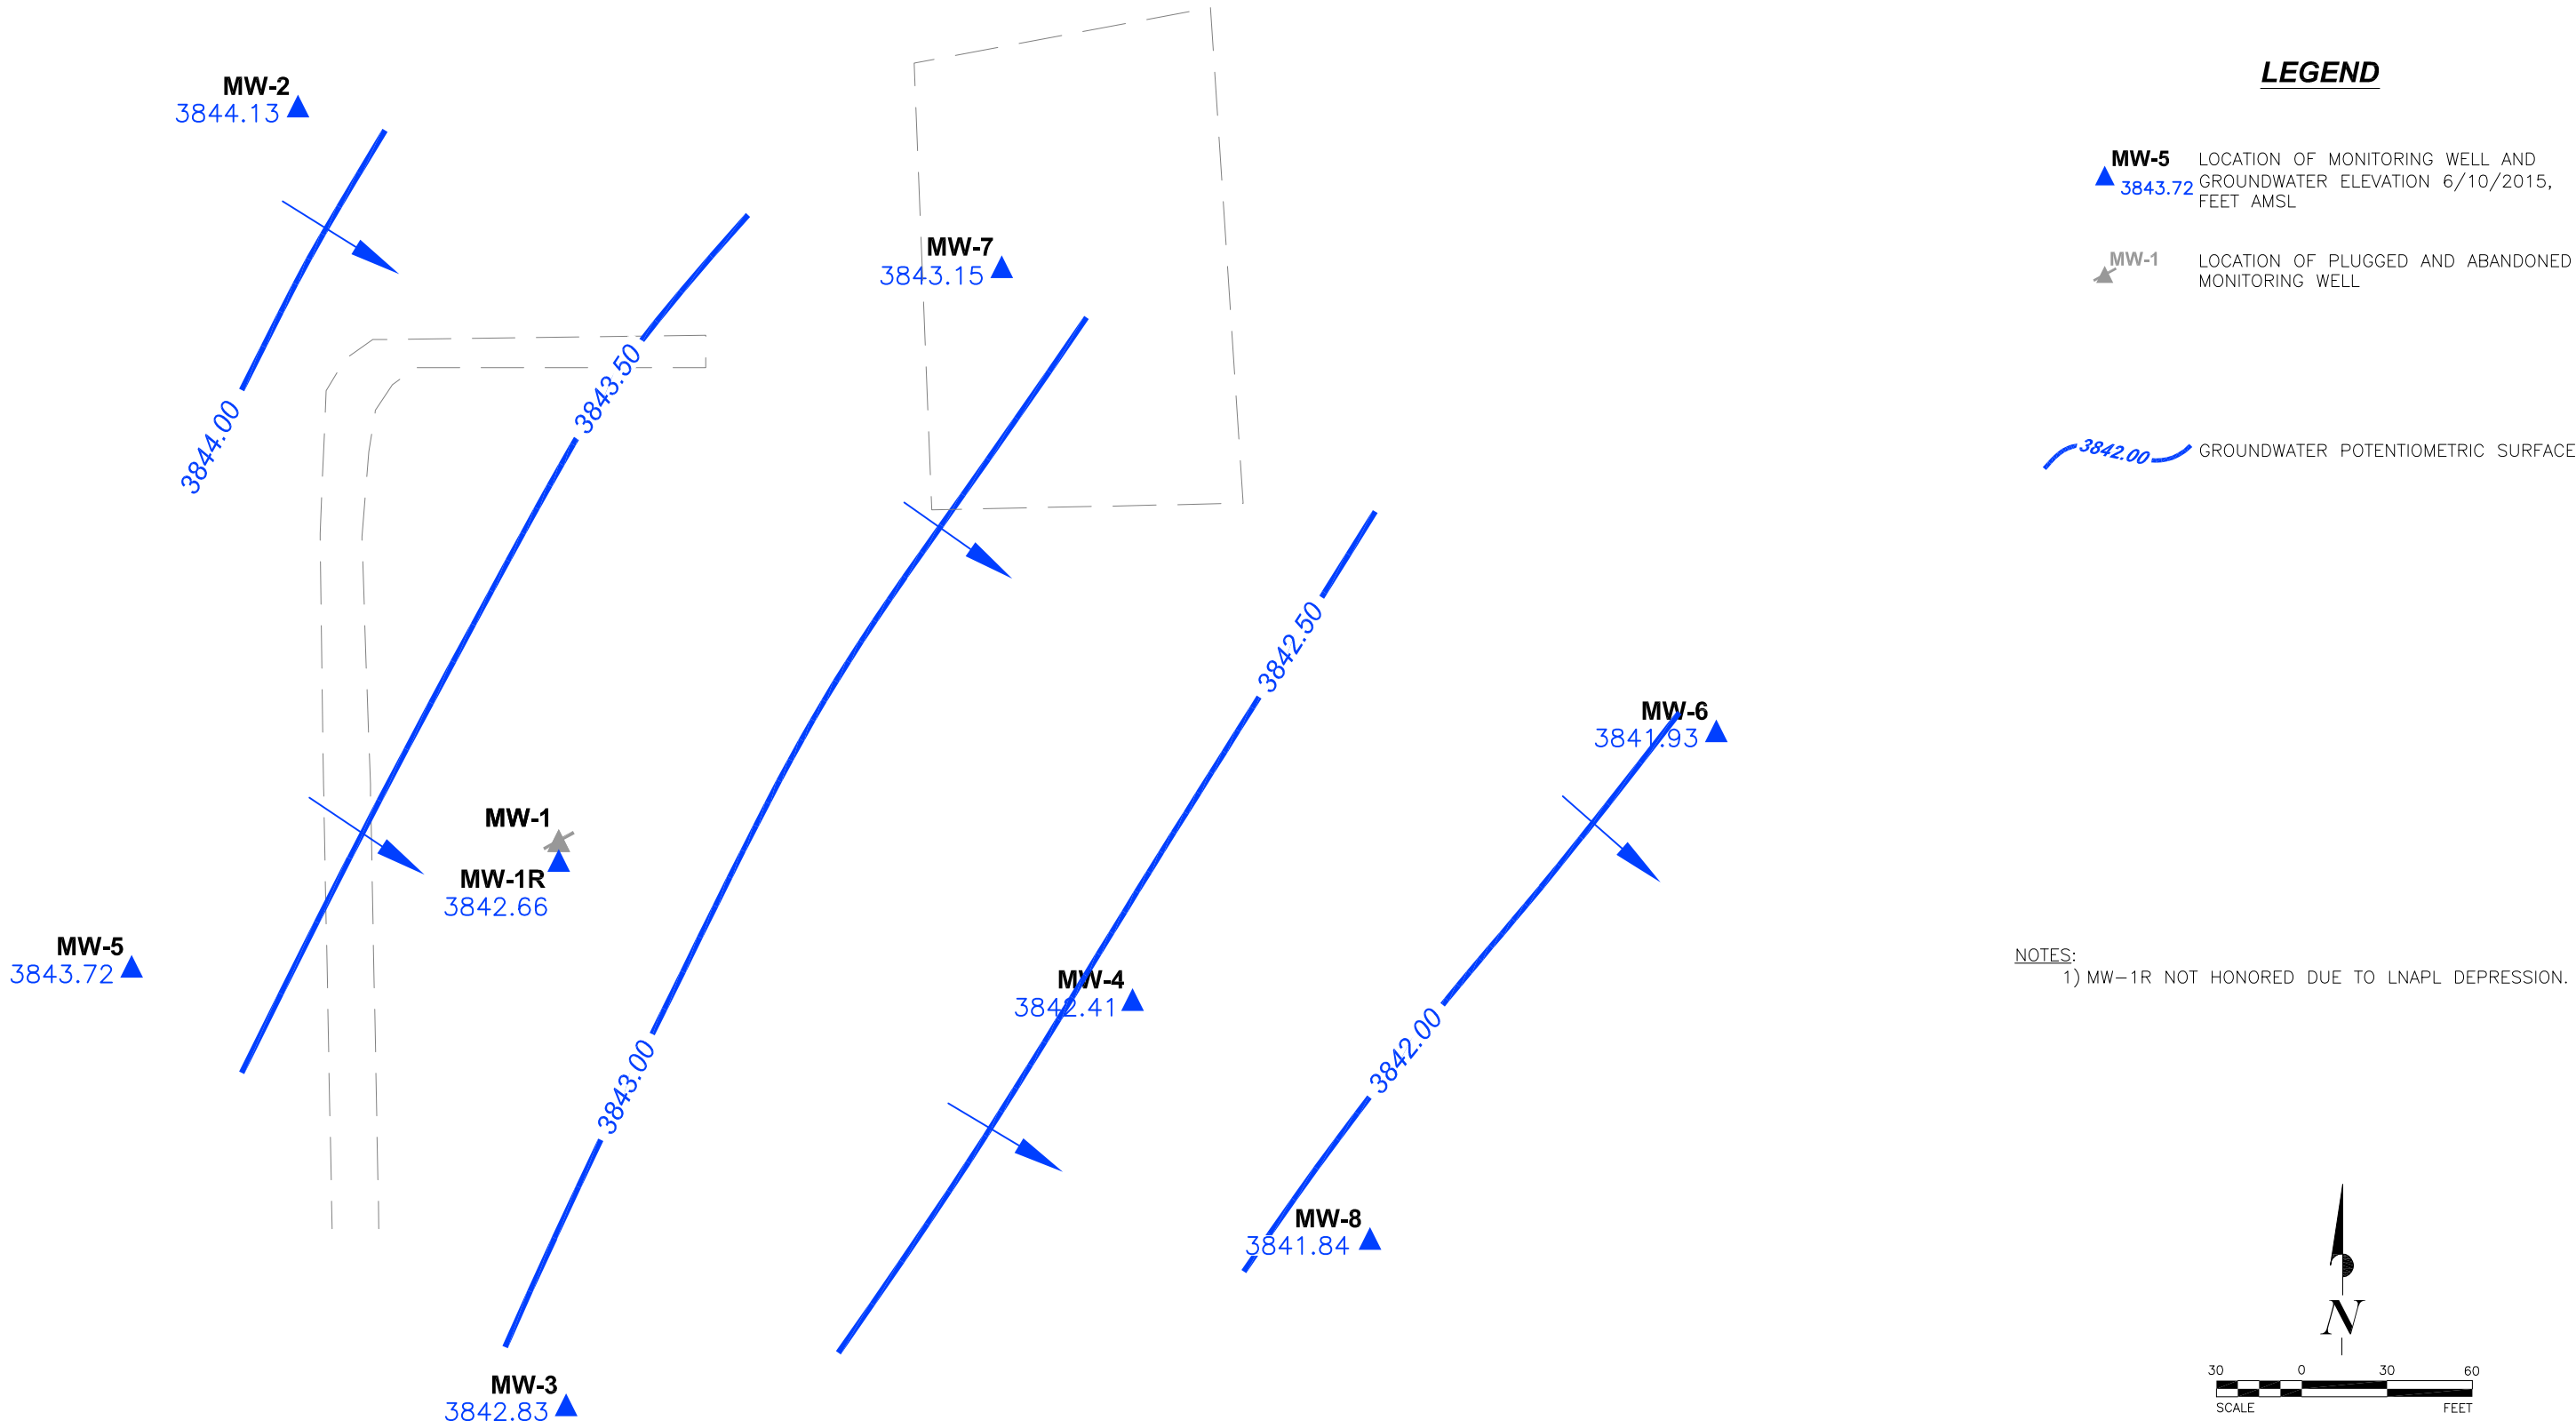 MW-2
3844.13
3844.00
3843.50
MW-7
3843.15
3842.50
MW-6
3841.93
MW-1
MW-1R
3842.66
MW-5
3843.72
MW-4
3842.41
3843.00
3842.00
MW-8
3841.84
MW-3
3842.83
LEGEND
MW-5
3843.72
LOCATION OF MONITORING WELL AND
GROUNDWATER ELEVATION 6/10/2015,
FEET AMSL
MW-1
LOCATION OF PLUGGED AND ABANDONED
MONITORING WELL
3842.00
GROUNDWATER POTENTIOMETRIC SURFACE
NOTES:
1) MW-1R NOT HONORED DUE TO LNAPL DEPRESSION.
N
30 0 30 60
SCALE FEET